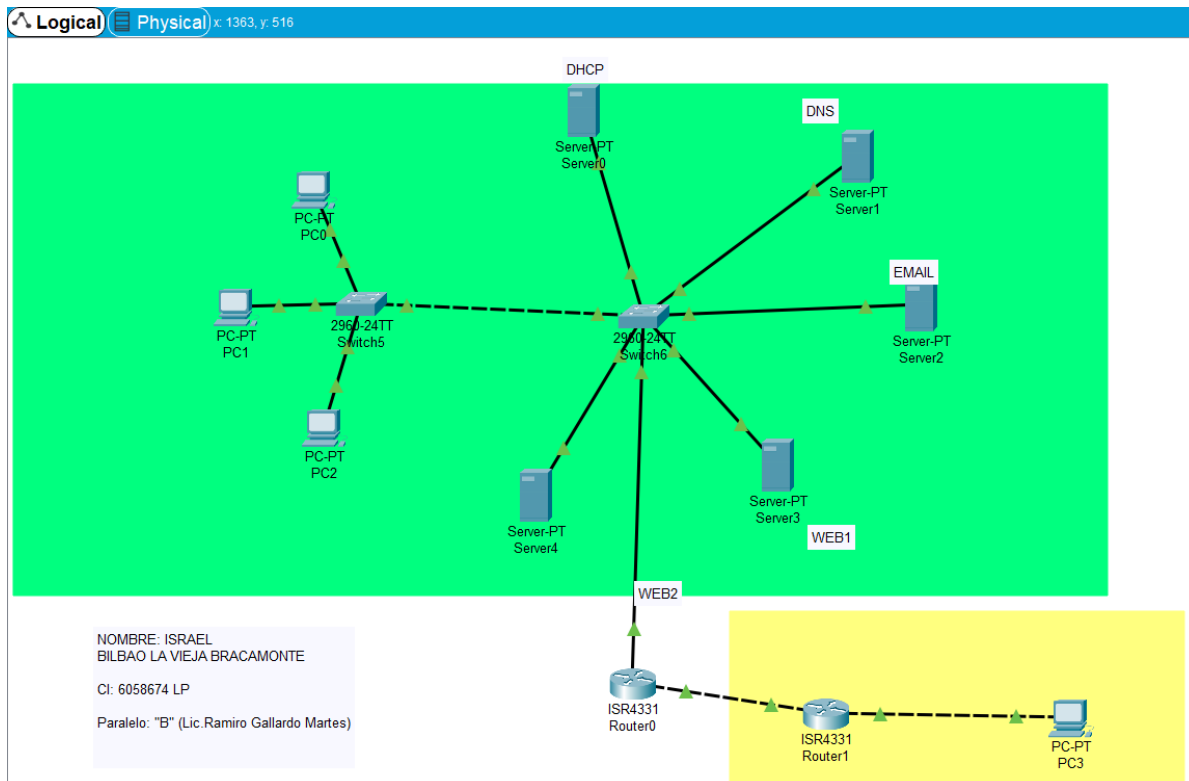 Logical Physical x: 1363, y: 516
DHCP
Server-PT
Server0
DNS
Server-PT
Server1
PC-PT
PC0
EMAIL
Server-PT
Server2
PC-PT
PC1
2960-24TT
Switch5
2960-24TT
Switch6
PC-PT
PC2
Server-PT
Server4
Server-PT
Server3
WEB1
WEB2
NOMBRE: ISRAEL
BILBAO LA VIEJA BRACAMONTE
CI: 6058674 LP
Paralelo: "B" (Lic.Ramiro Gallardo Martes)
ISR4331
Router0
ISR4331
Router1
PC-PT
PC3